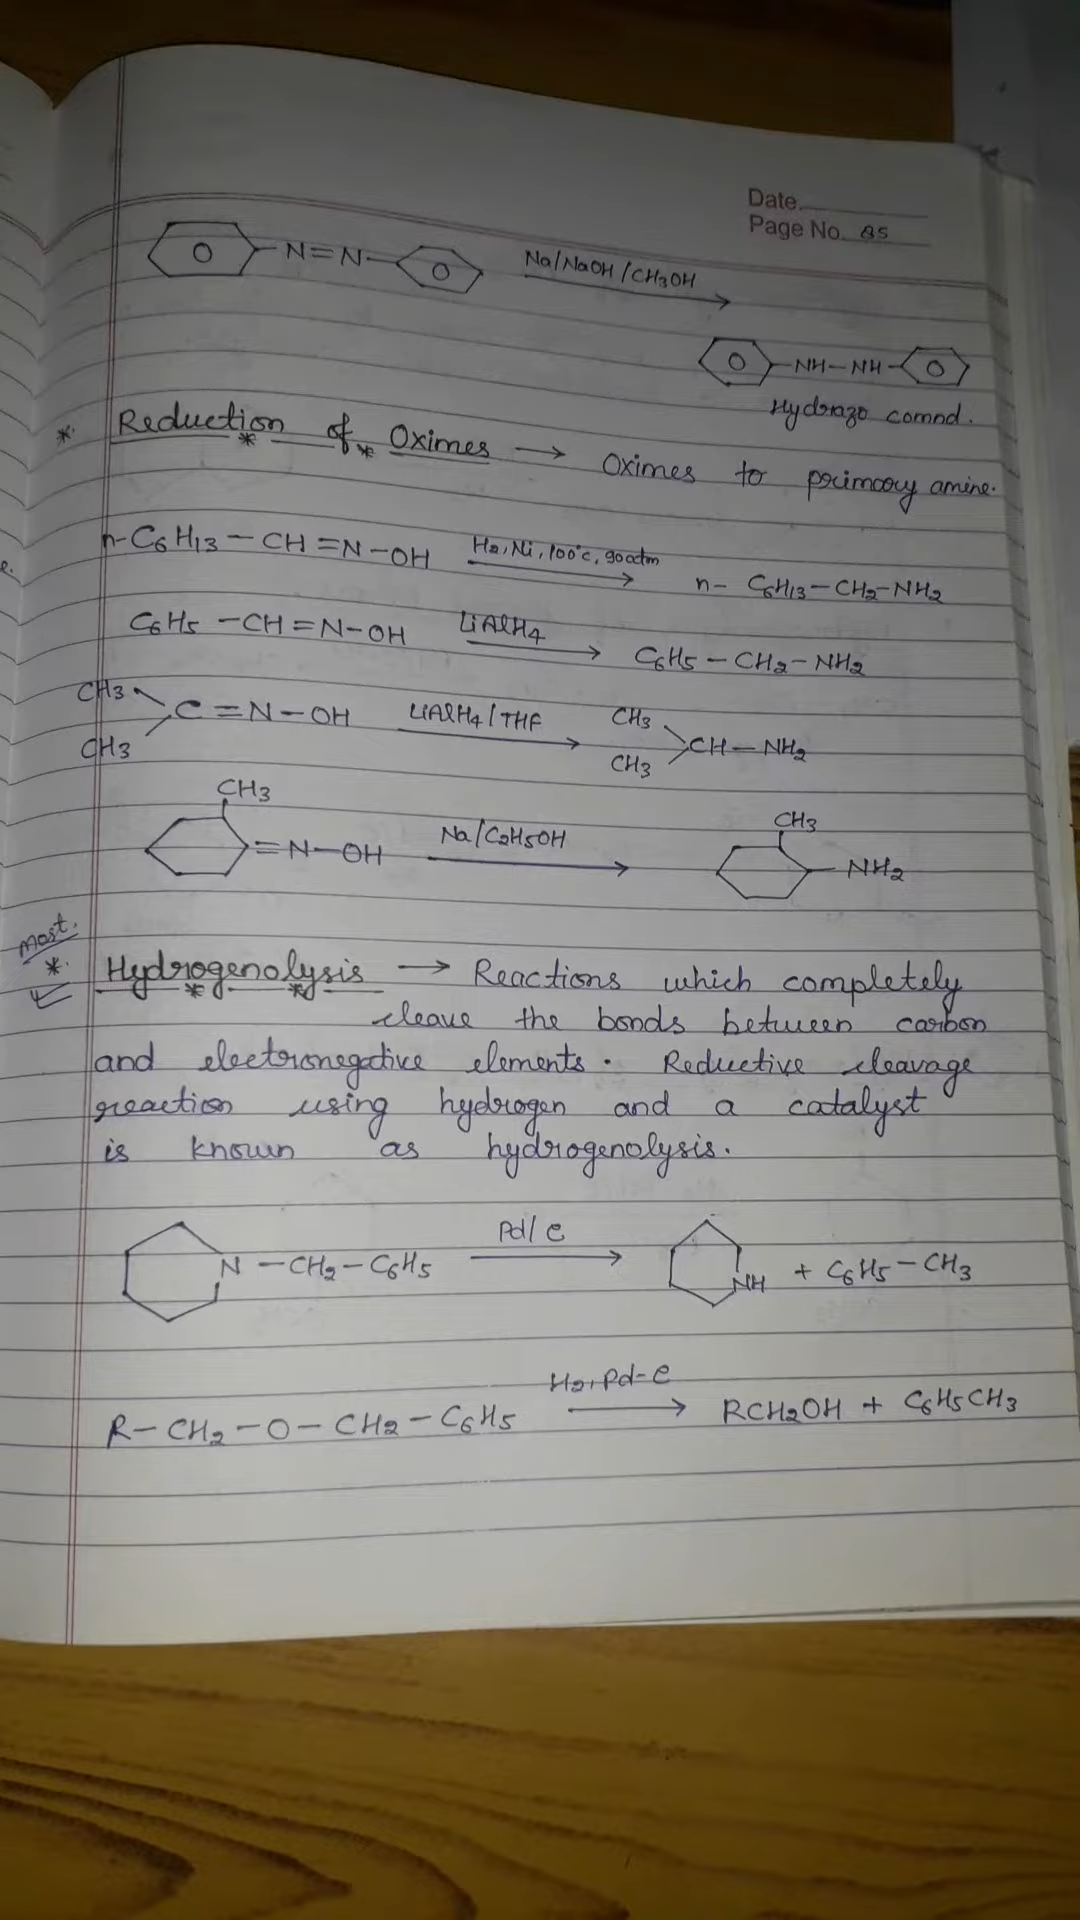 Date.
Page No. 85
N=N Na/NaOH/CH3OH
NH-NH
Hydrazo comnd.
* Reduction of Oximes → Oximes to primary amine.
n-C6H13-CH=N-OH H2, Ni, 100°C, 90atm → n-C6H13-CH2-NH2
C6H5-CH=N-OH LiAlH4 → C6H5-CH2-NH2
CH3 CH3
C=N-OH LiAlH4/THF → CH-NH2
CH3 CH3
CH3 CH3
=N-OH Na/C2H5OH → -NH2
most.
* Hydrogenolysis → Reactions which completely
cleave the bonds between carbon
and electronegative elements. Reductive cleavage
reaction using hydrogen and a catalyst
is known as hydrogenolysis.
N-CH2-C6H5 Pd/C → NH + C6H5-CH3
R-CH2-O-CH2-C6H5 H2, Pd-C → RCH2OH + C6H5CH3